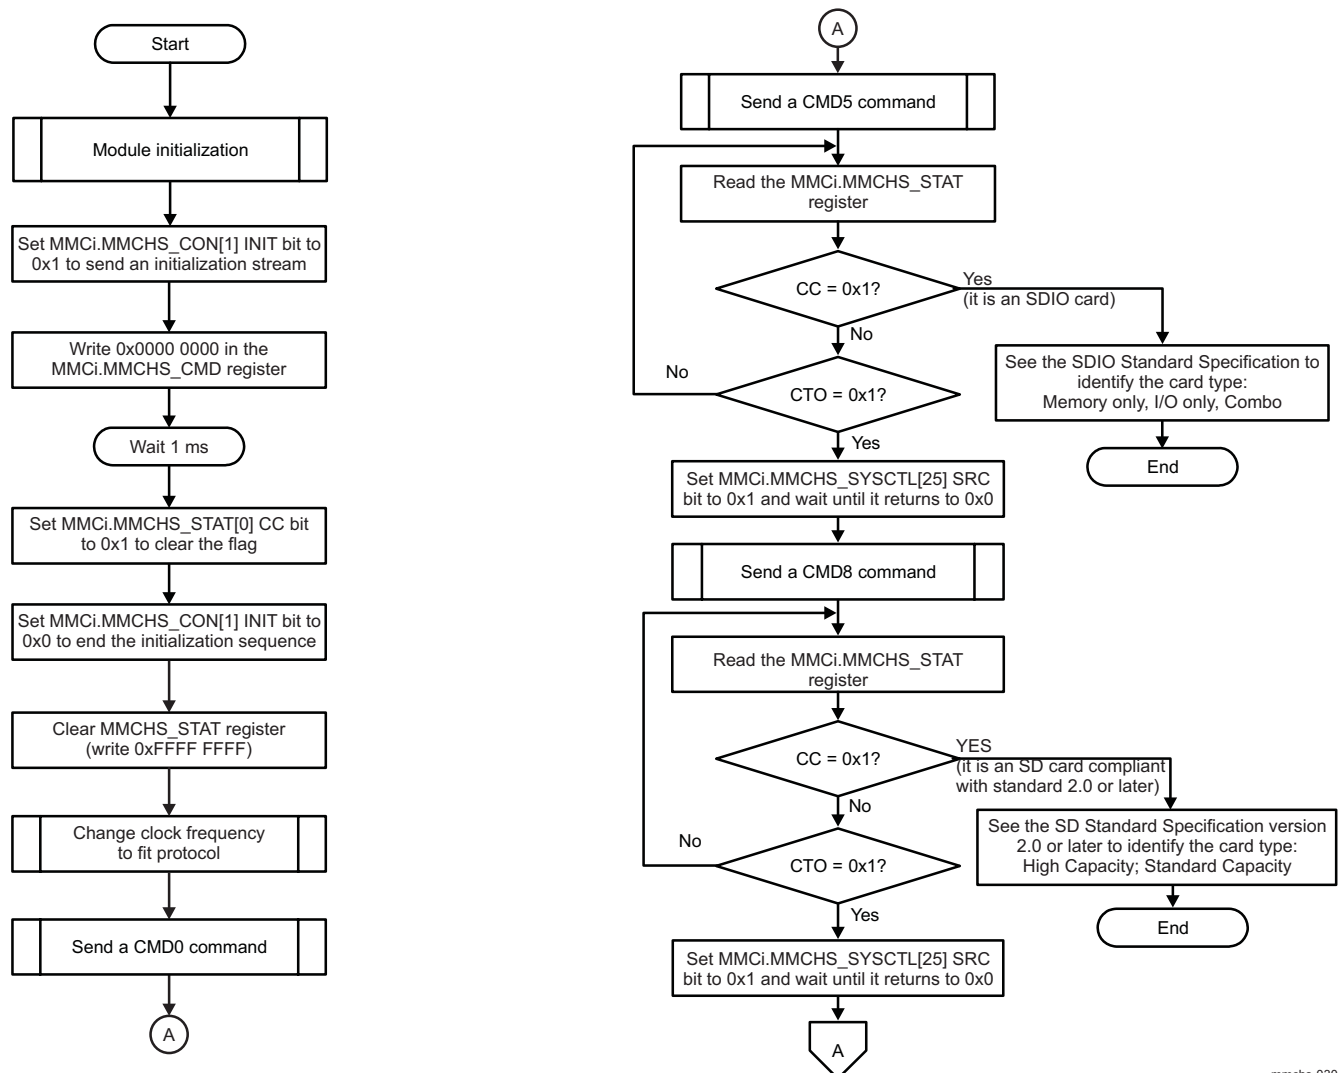 Start
Module initialization
Set MMCi.MMCHS_CON[1] INIT bit to
0x1 to send an initialization stream
Write 0x0000 0000 in the
MMCi.MMCHS_CMD register
Wait 1 ms
Set MMCi.MMCHS_STAT[0] CC bit
to 0x1 to clear the flag
Set MMCi.MMCHS_CON[1] INIT bit to
0x0 to end the initialization sequence
Clear MMCHS_STAT register
(write 0xFFFF FFFF)
Change clock frequency
to fit protocol
Send a CMD0 command
A
A
Send a CMD5 command
Read the MMCi.MMCHS_STAT
register
CC = 0x1?
Yes
(it is an SDIO card)
No
See the SDIO Standard Specification to
identify the card type:
Memory only, I/O only, Combo
End
No
CTO = 0x1?
Yes
Set MMCi.MMCHS_SYSCTL[25] SRC
bit to 0x1 and wait until it returns to 0x0
Send a CMD8 command
Read the MMCi.MMCHS_STAT
register
CC = 0x1?
YES
(it is an SD card compliant
with standard 2.0 or later)
No
See the SD Standard Specification version
2.0 or later to identify the card type:
High Capacity; Standard Capacity
End
No
CTO = 0x1?
Yes
Set MMCi.MMCHS_SYSCTL[25] SRC
bit to 0x1 and wait until it returns to 0x0
A